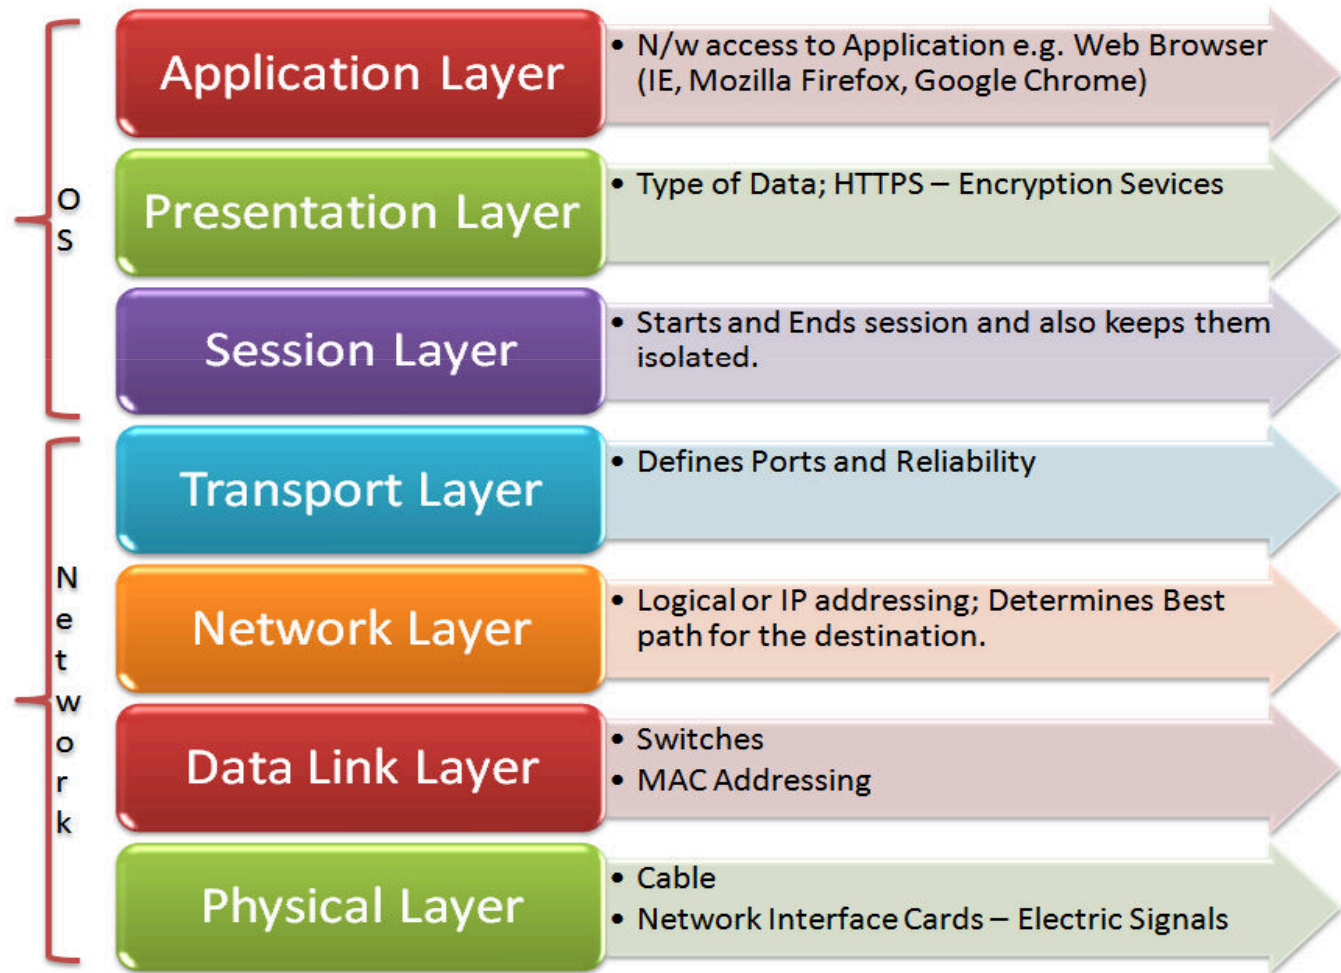 OS
Application Layer
• N/w access to Application e.g. Web Browser
(IE, Mozilla Firefox, Google Chrome)
Presentation Layer
• Type of Data; HTTPS – Encryption Sevices
Session Layer
• Starts and Ends session and also keeps them
isolated.
Network
Transport Layer
• Defines Ports and Reliability
Network Layer
• Logical or IP addressing; Determines Best
path for the destination.
Data Link Layer
• Switches
• MAC Addressing
Physical Layer
• Cable
• Network Interface Cards – Electric Signals